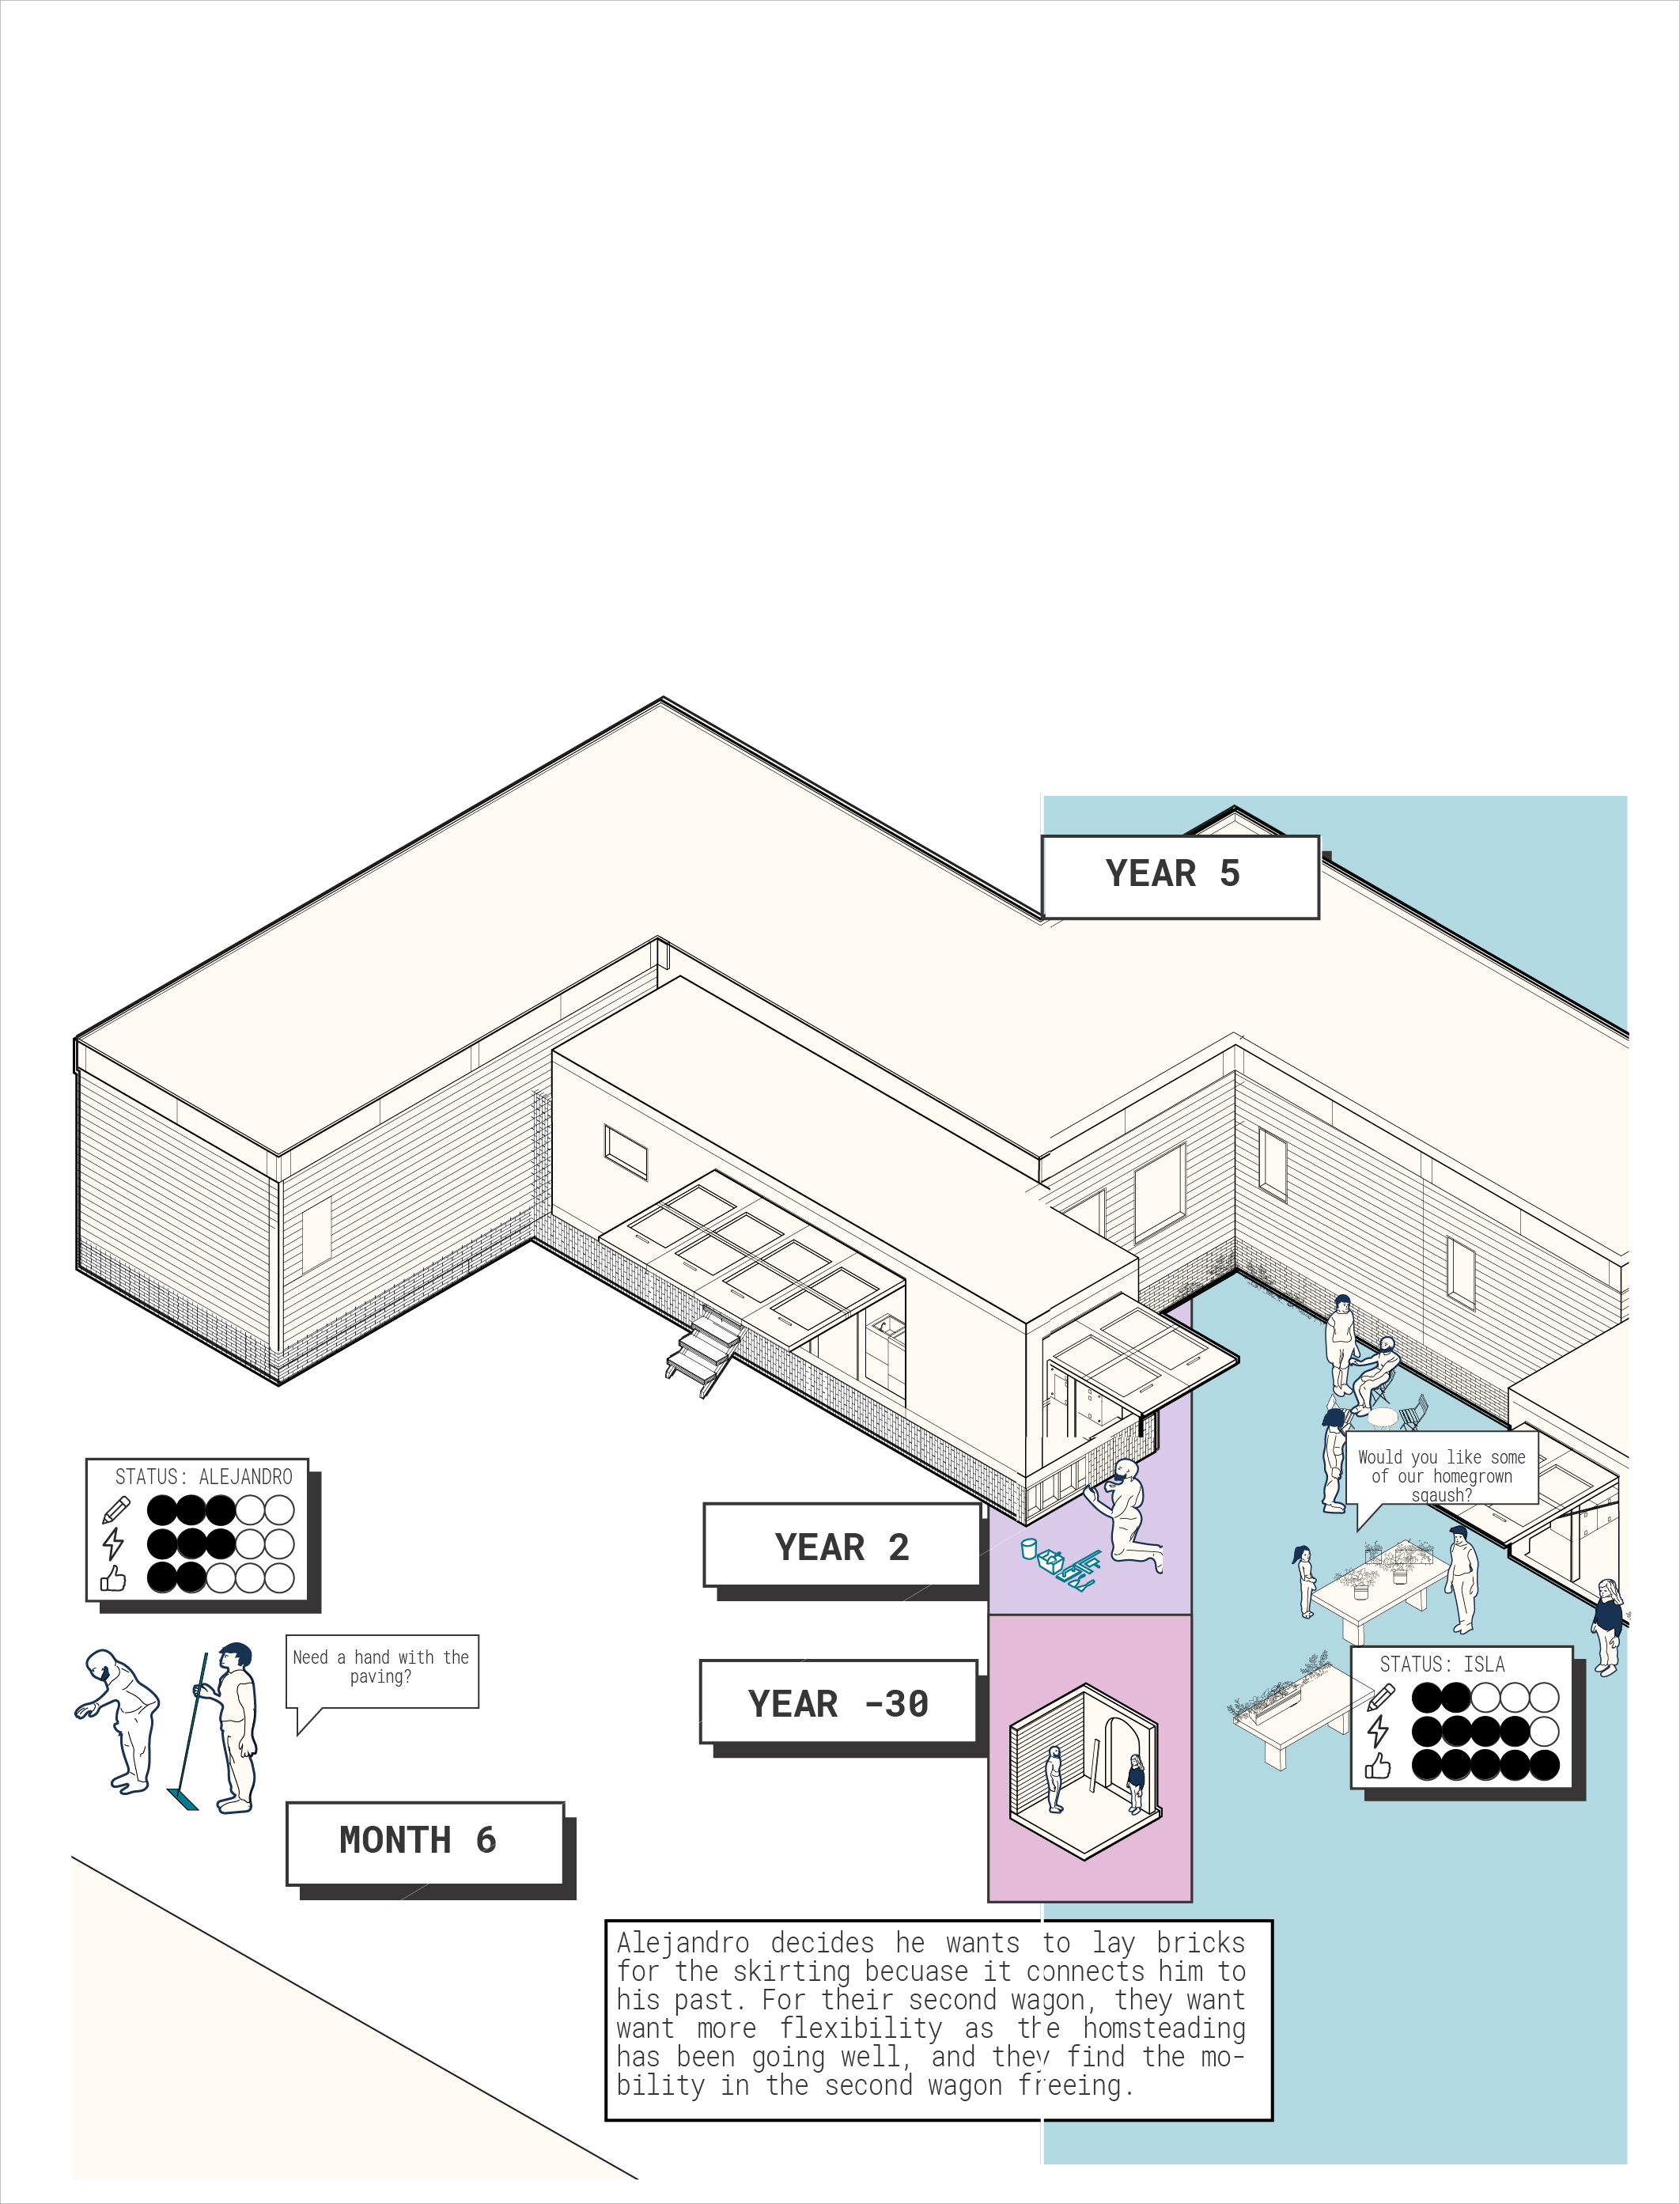 YEAR 5
Would you like some
of our homegrown
sqaush?
STATUS: ALEJANDRO
YEAR 2
Need a hand with the
paving?
YEAR -30
STATUS: ISLA
MONTH 6
Alejandro decides he wants to lay bricks
for the skirting becuase it connects him to
his past. For their second wagon, they want
want more flexibility as the homsteading
has been going well, and they find the mo-
bility in the second wagon freeing.